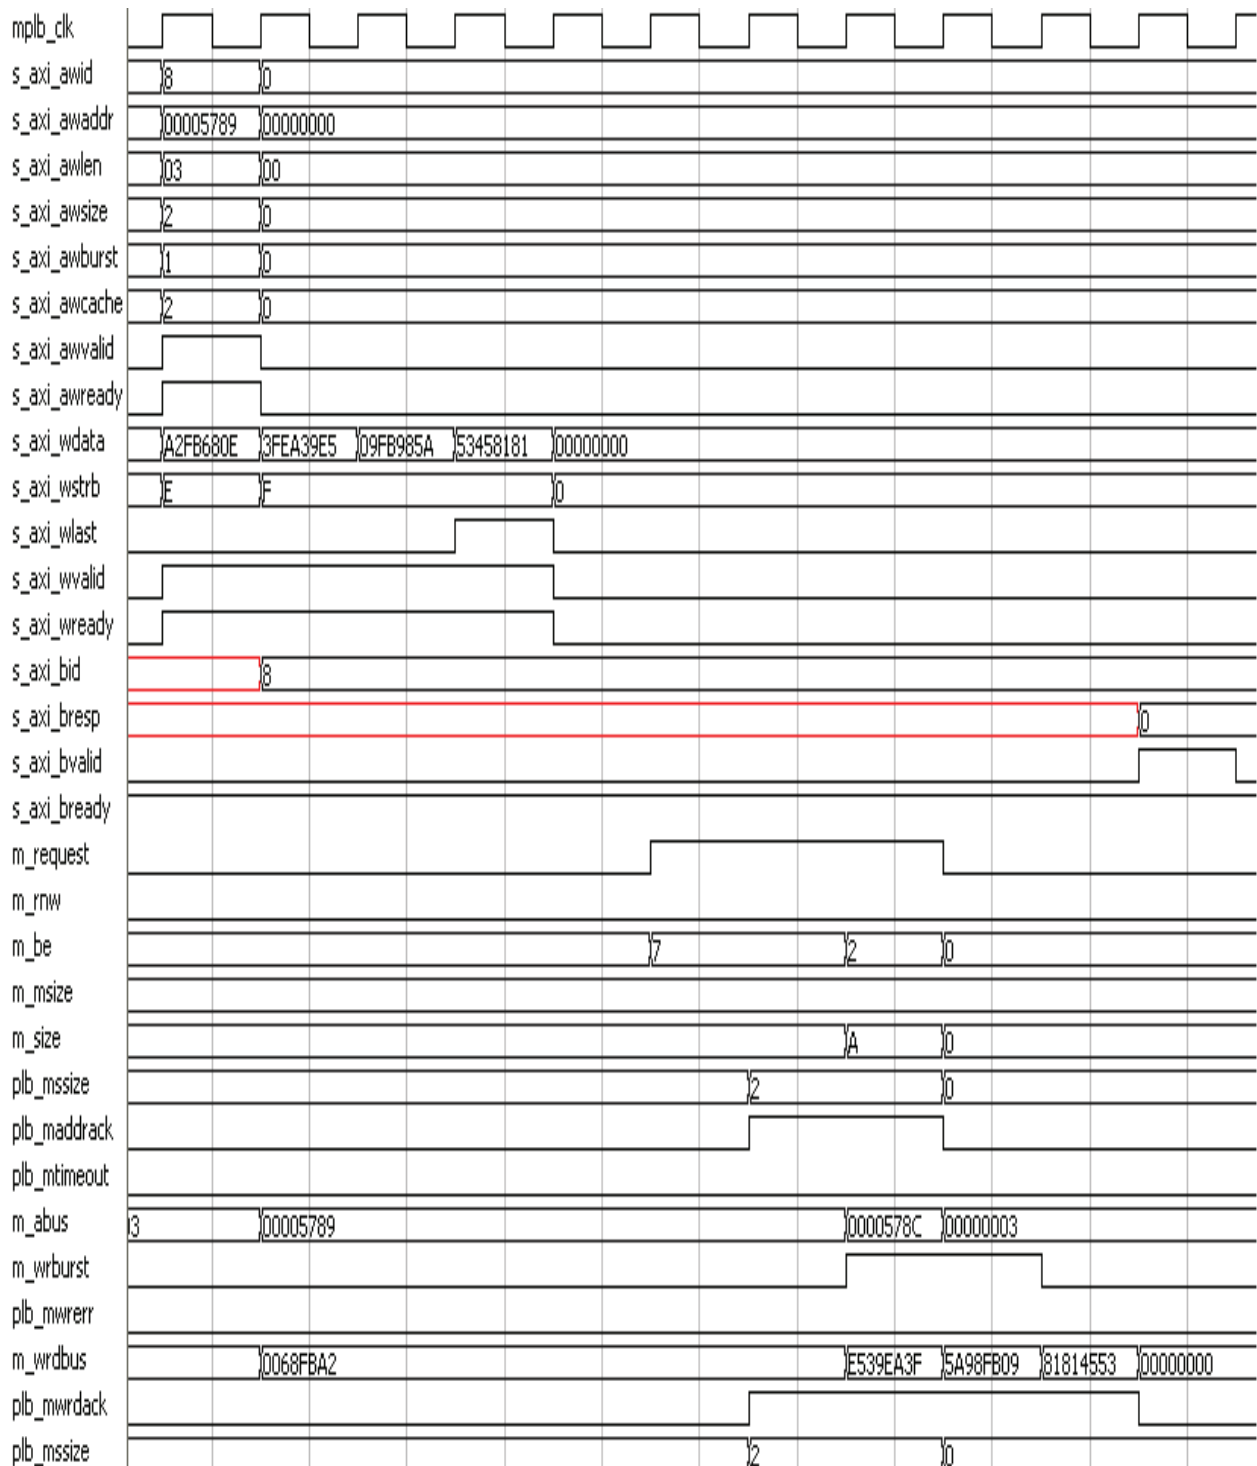 mplb_clk
s_axi_awid 8 0
s_axi_awaddr 00005789 00000000
s_axi_awlen 03 00
s_axi_awsize 2 0
s_axi_awburst 1 0
s_axi_awcache 2 0
s_axi_awvalid
s_axi_awready
s_axi_wdata A2FB680E 3FEA39E5 09FB985A 53458181 00000000
s_axi_wstrb E F 0
s_axi_wlast
s_axi_wvalid
s_axi_wready
s_axi_bid 8
s_axi_bresp 0
s_axi_bvalid
s_axi_bready
m_request
m_rnw
m_be 7 2 0
m_msize
m_size A 0
plb_mssize 2 0
plb_maddrack
plb_mtimeout
m_abus 3 00005789 0000578C 00000003
m_wrburst
plb_mwrerr
m_wrdbus 0068FBA2 E539EA3F 5A98FB09 81814553 00000000
plb_mwrdack
plb_mssize 2 0